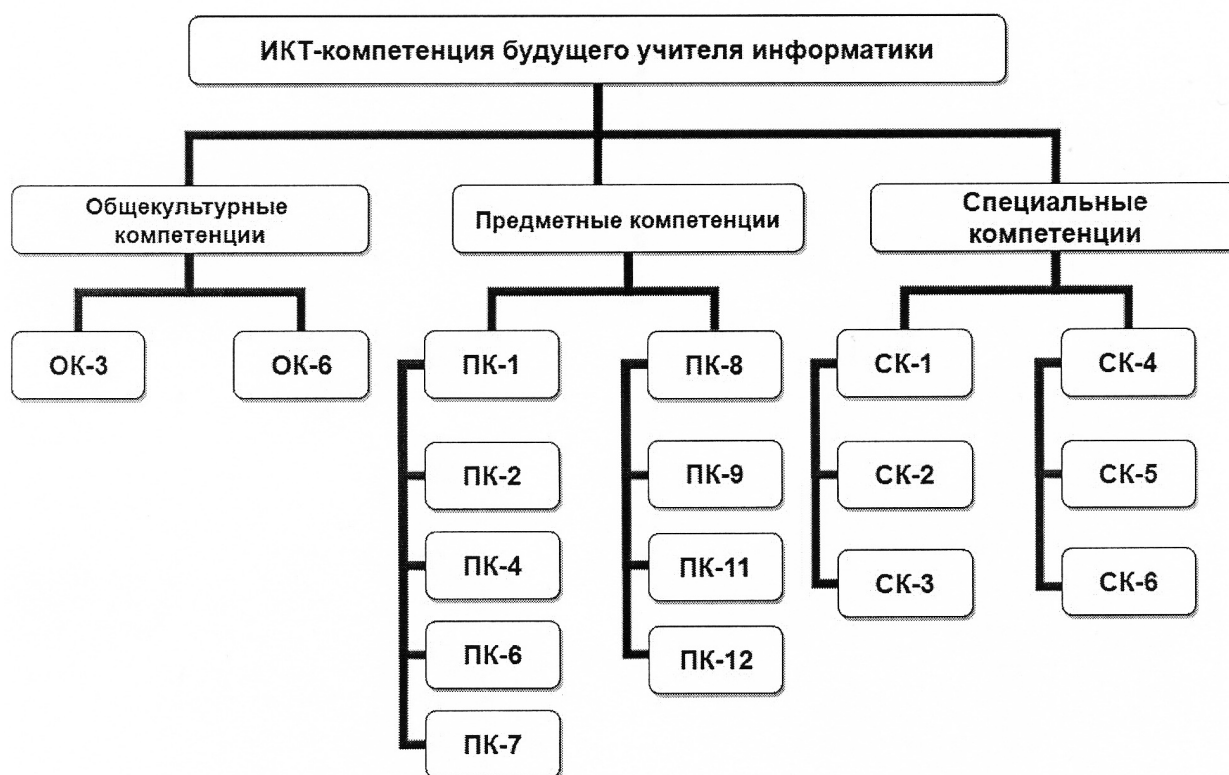 ИКТ-компетенция будущего учителя информатики
Общекультурные
компетенции
Предметные компетенции
Специальные
компетенции
ОК-3
ОК-6
ПК-1
ПК-8
СК-1
СК-4
ПК-2
ПК-9
СК-2
СК-5
ПК-4
ПК-11
СК-3
СК-6
ПК-6
ПК-12
ПК-7